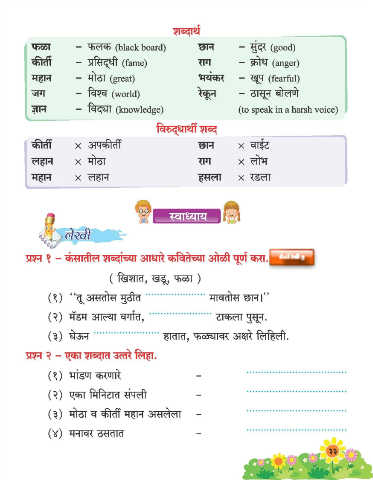 शब्दार्थ
फळा – फलक (black board) छान – सुंदर (good)
कीर्ती – प्रसिद्धी (fame) राग – क्रोध (anger)
महान – मोठा (great) भयंकर – खूप (fearful)
जग – विश्व (world) रेकून – ठासून बोलणे
ज्ञान – विद्या (knowledge) (to speak in a harsh voice)
विरुद्धार्थी शब्द
कीर्ती × अपकीर्ती छान × वाईट
लहान × मोठा राग × लोभ
महान × लहान हसला × रडला
स्वाध्याय
लेखी
प्रश्न १ – कंसातील शब्दांच्या आधारे कवितेच्या ओळी पूर्ण करा.
( खिशात, खडू, फळा )
(१) "तू असतोस मुठीत ................ मावतोस छान।"
(२) मॅडम आल्या वर्गात, ................ टाकला पुसून.
(३) घेऊन ................ हातात, फळ्यावर अक्षरे लिहिली.
प्रश्न २ – एका शब्दात उत्तरे लिहा.
(१) भांडण करणारे – ................
(२) एका मिनिटात संपली – ................
(३) मोठा व कीर्ती महान असलेला – ................
(४) मनावर ठसतात – ................
३३